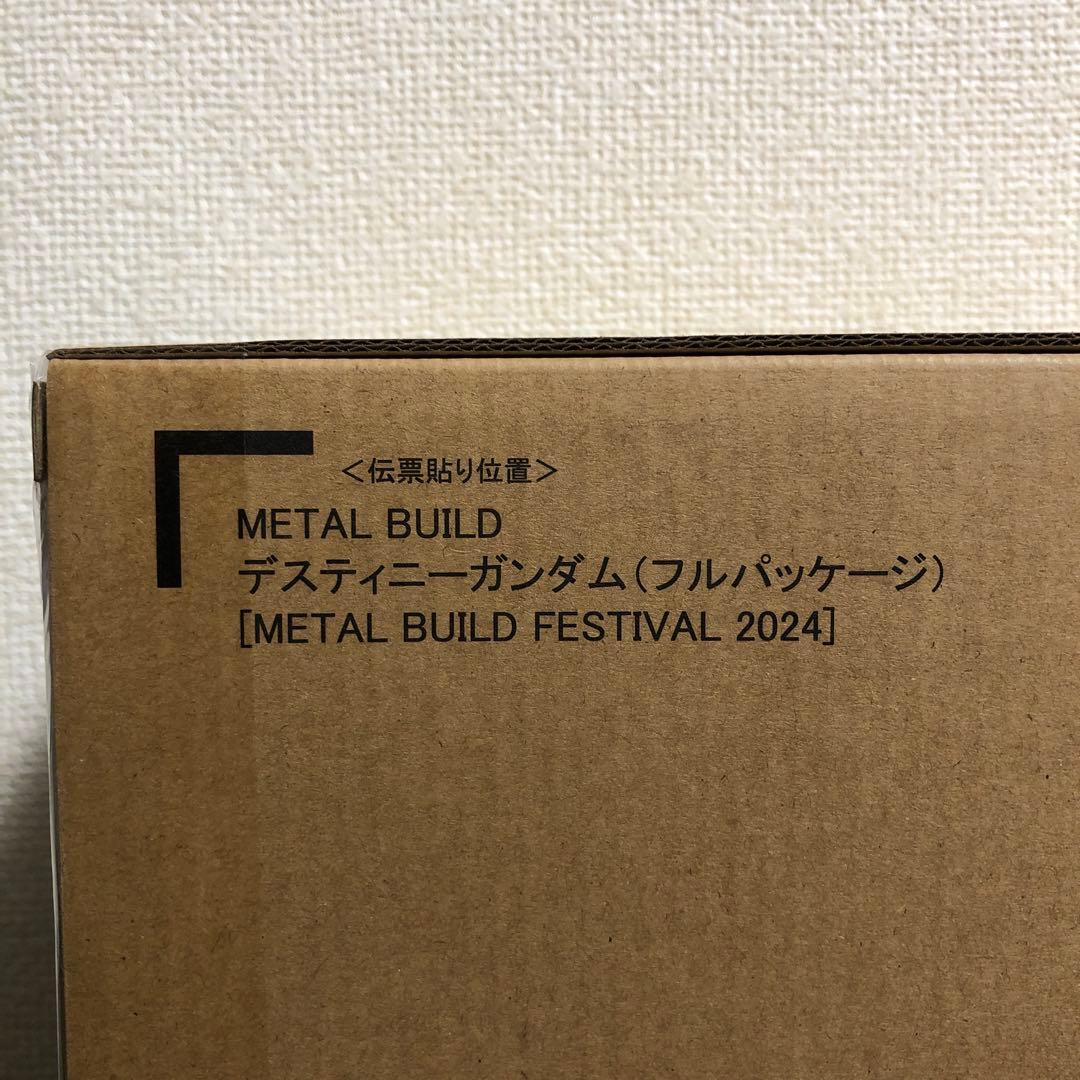 ＜伝票貼り位置＞
METAL BUILD
デスティニーガンダム（フルパッケージ）
[METAL BUILD FESTIVAL 2024]